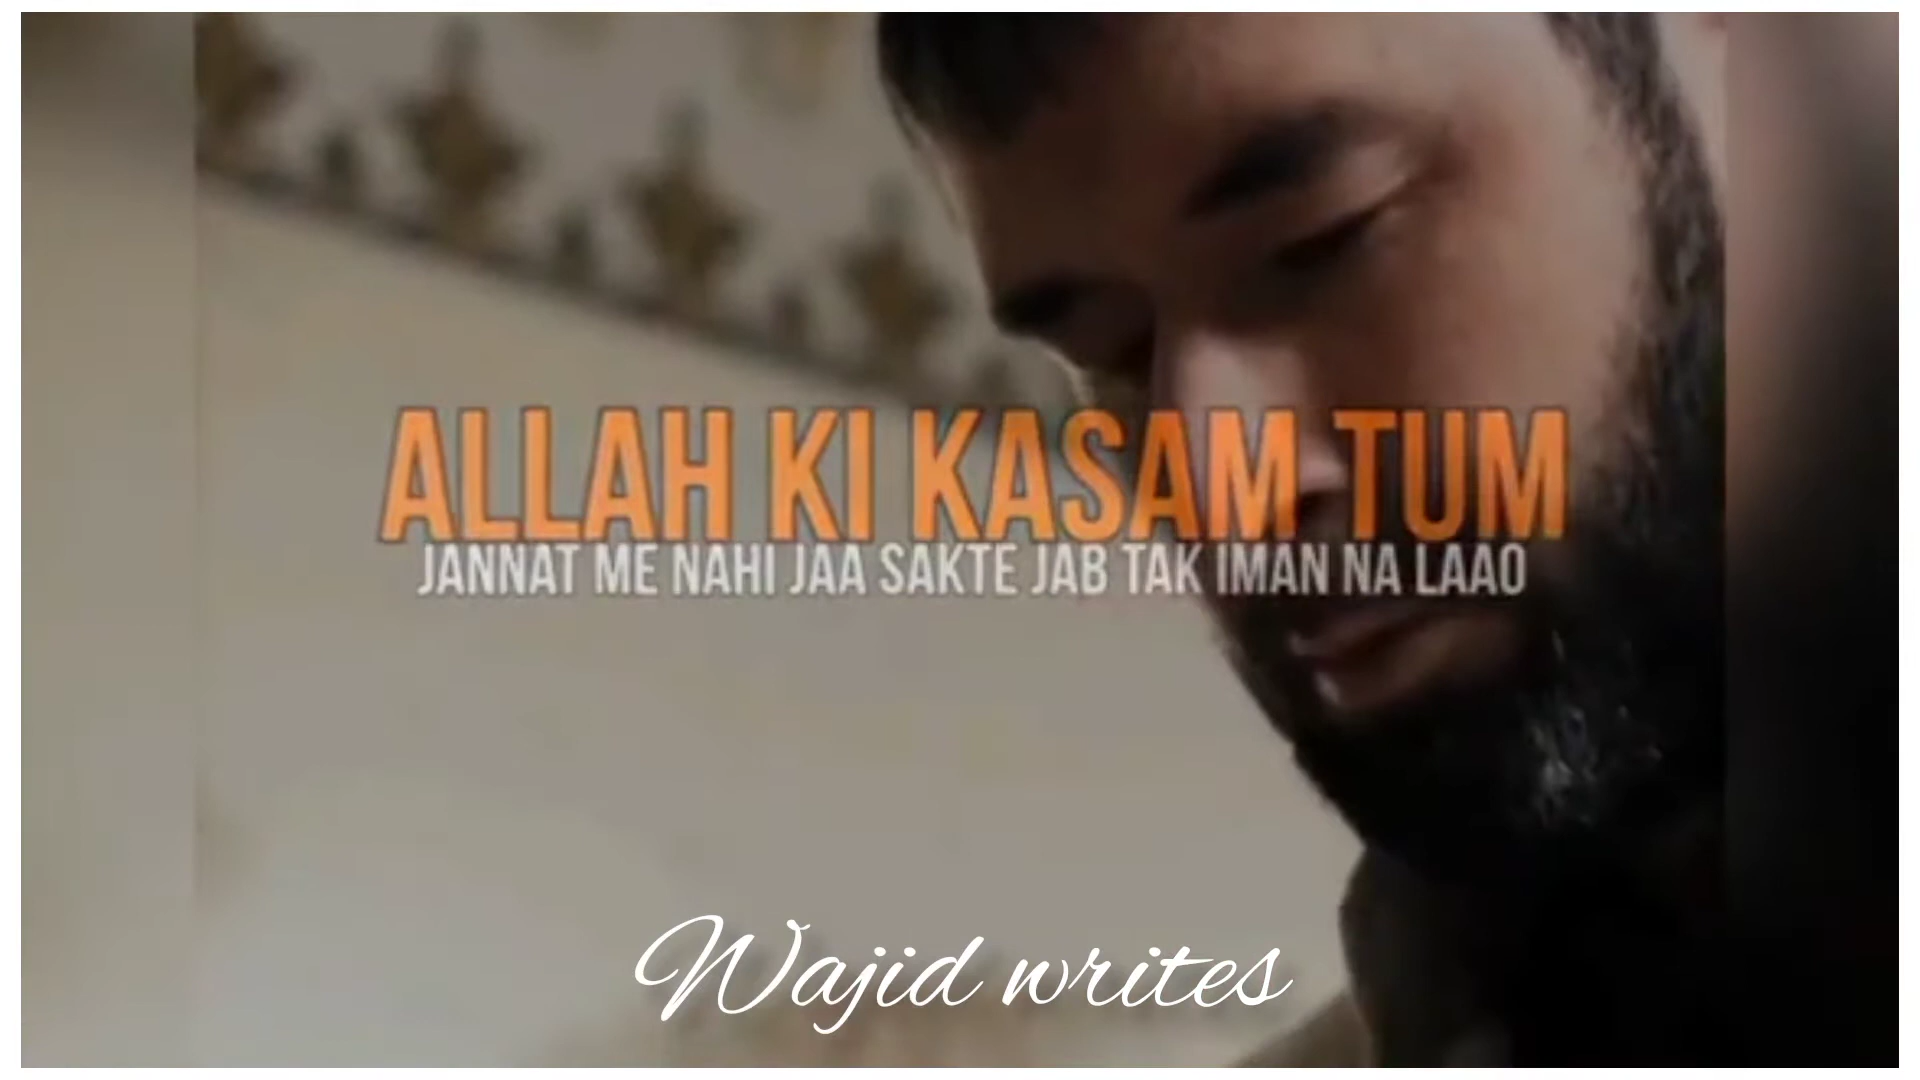 ALLAH KI KASAM TUM
JANNAT ME NAHI JAA SAKTE JAB TAK IMAN NA LAAO
Wajid writes